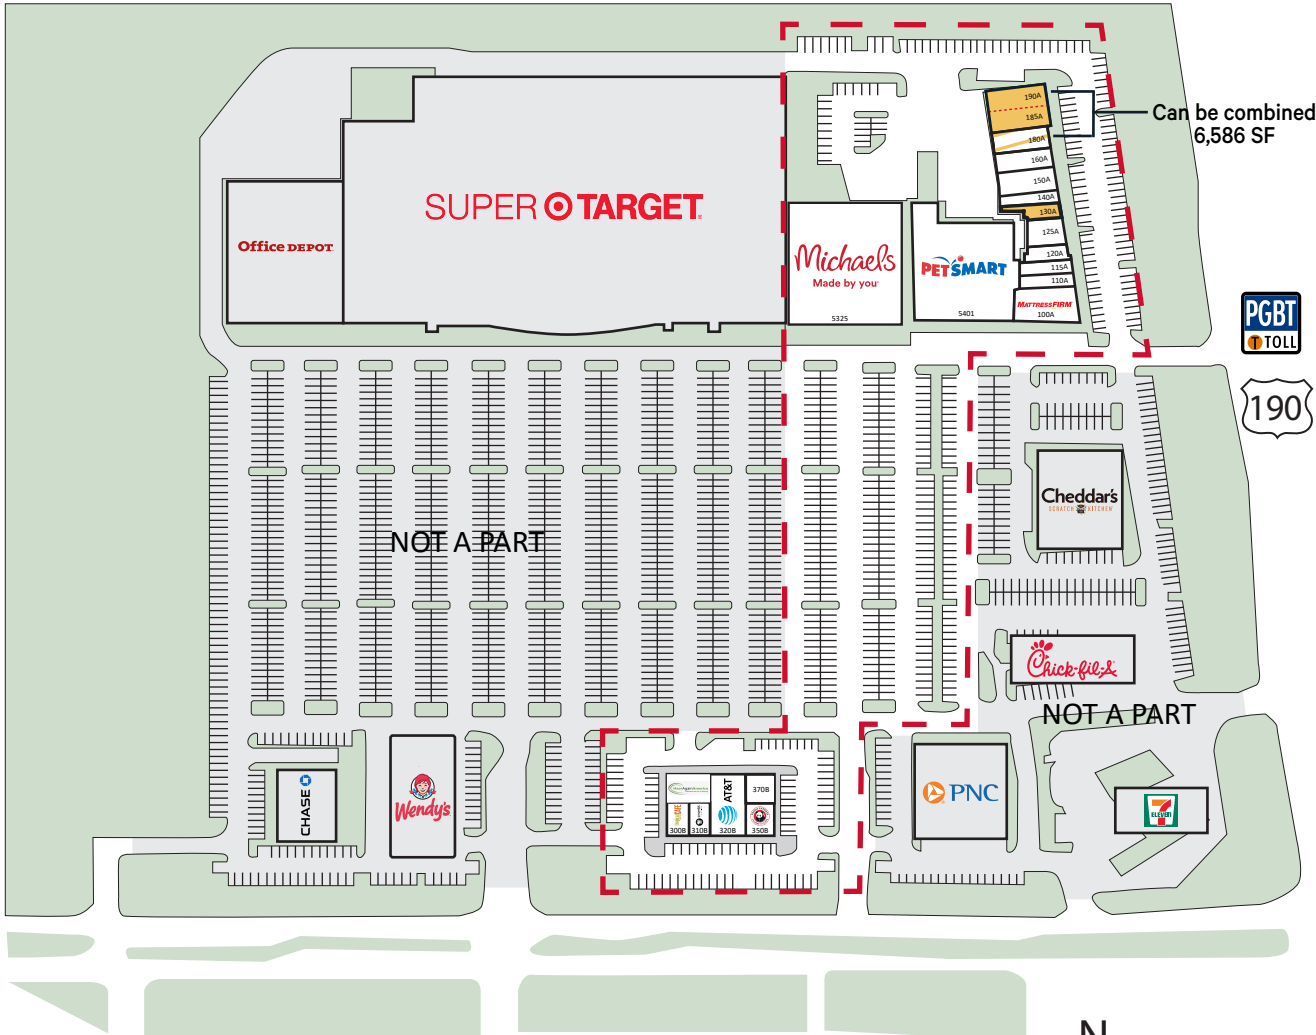 190A
185A
180A
160A
150A
140A
130A
125A
120A
115A
110A
MATTRESSFIRM
100A
Can be combined
6,586 SF
SUPER TARGET
Office DEPOT
Michaels
Made by you
5325
PETSMART
5401
PGBT
T TOLL
190
Cheddar's
SCRATCH KITCHEN
NOT A PART
Chick-fil-A
NOT A PART
CHASE
Wendy's
AT&T
370B
300B
310B
320B
350B
PNC
7
ELEVEn
N